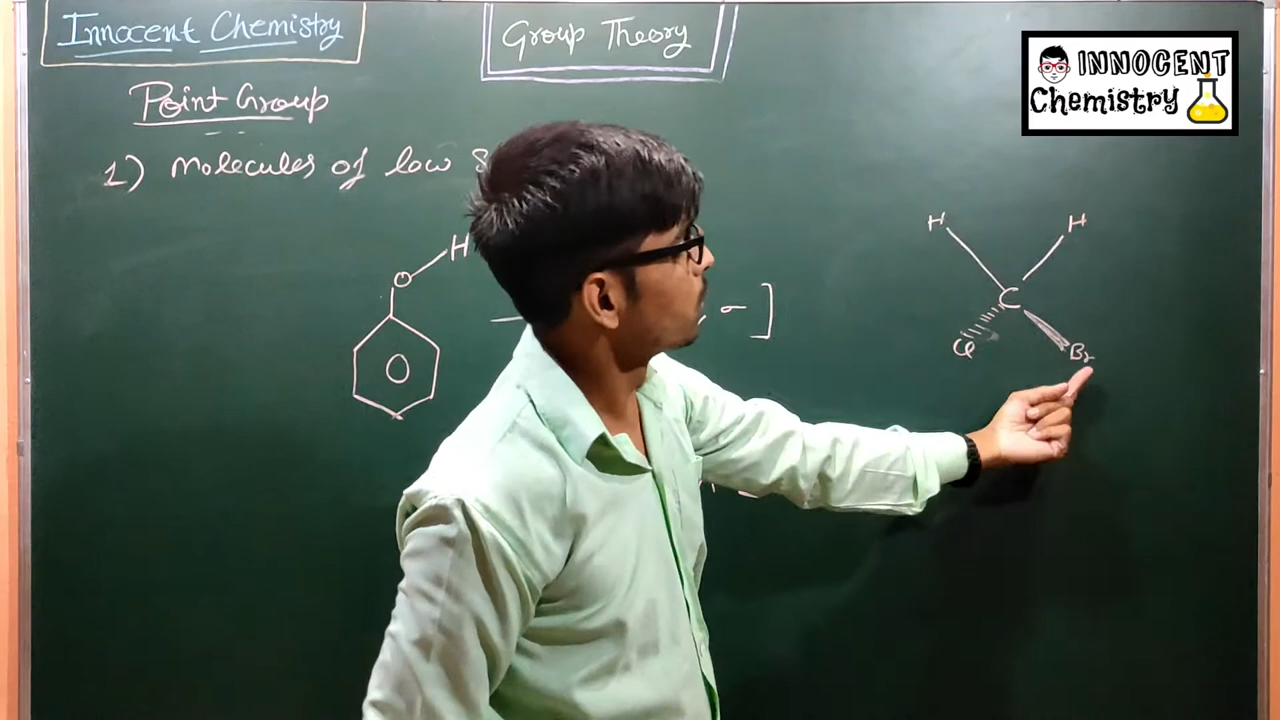 Innocent Chemistry
Group Theory
INNOCENT
Chemistry
Point Group
1) Molecules of low
H
O
σ ]
H
H
C
Cl
Br